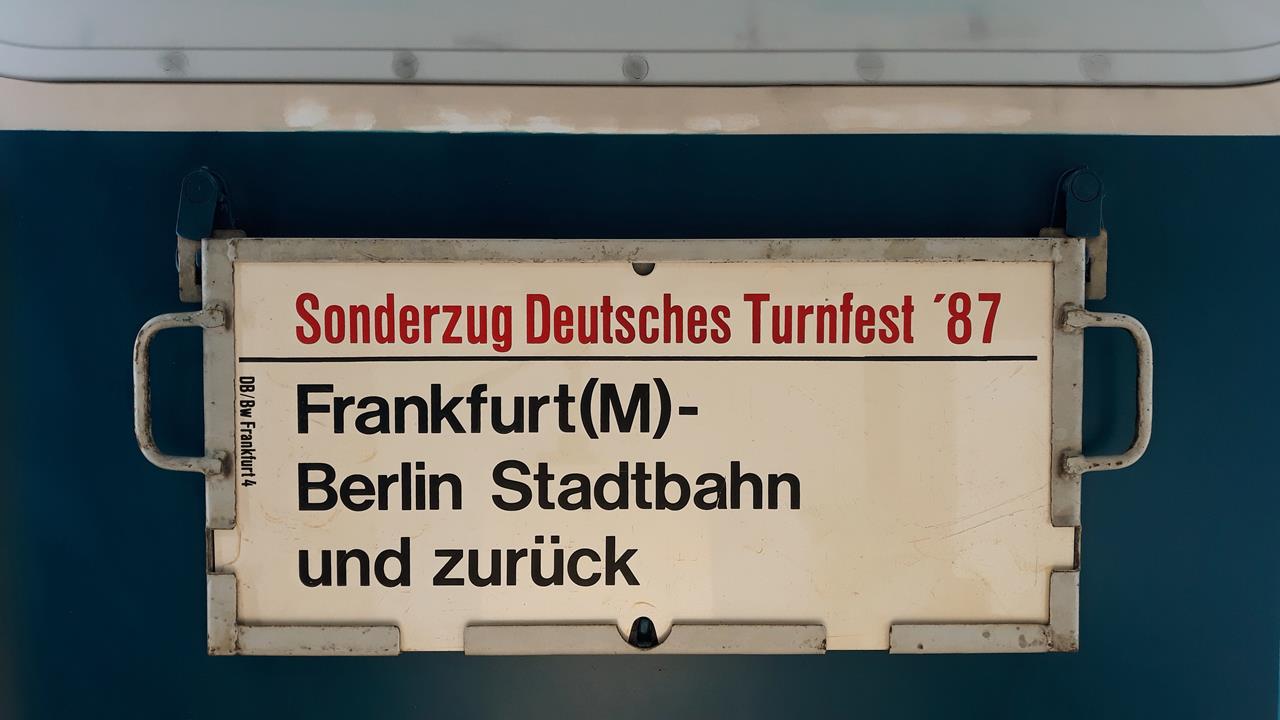 Sonderzug Deutsches Turnfest ´87
Frankfurt(M)-
Berlin Stadtbahn
und zurück
DB/Bw Frankfurt 4